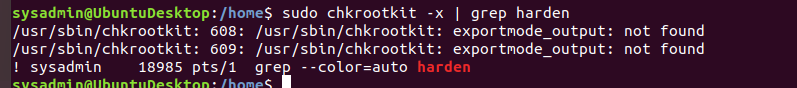 sysadmin@UbuntuDesktop:/home$ sudo chkrootkit -x | grep harden
/usr/sbin/chkrootkit: 608: /usr/sbin/chkrootkit: exportmode_output: not found
/usr/sbin/chkrootkit: 609: /usr/sbin/chkrootkit: exportmode_output: not found
! sysadmin    18985 pts/1  grep --color=auto harden
sysadmin@UbuntuDesktop:/home$